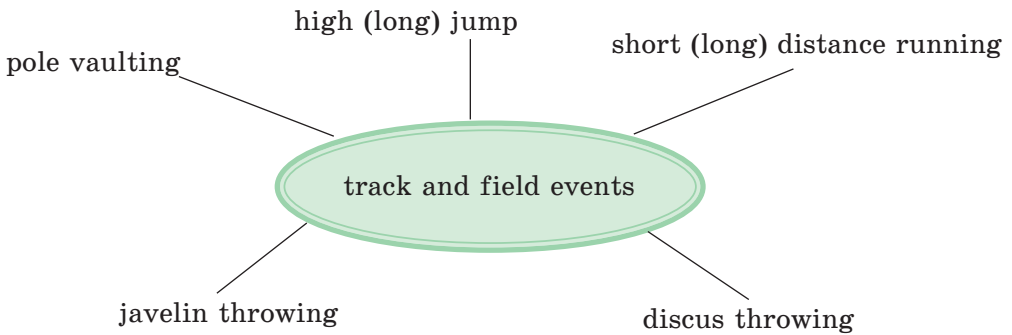 high (long) jump
short (long) distance running
pole vaulting
track and field events
javelin throwing
discus throwing